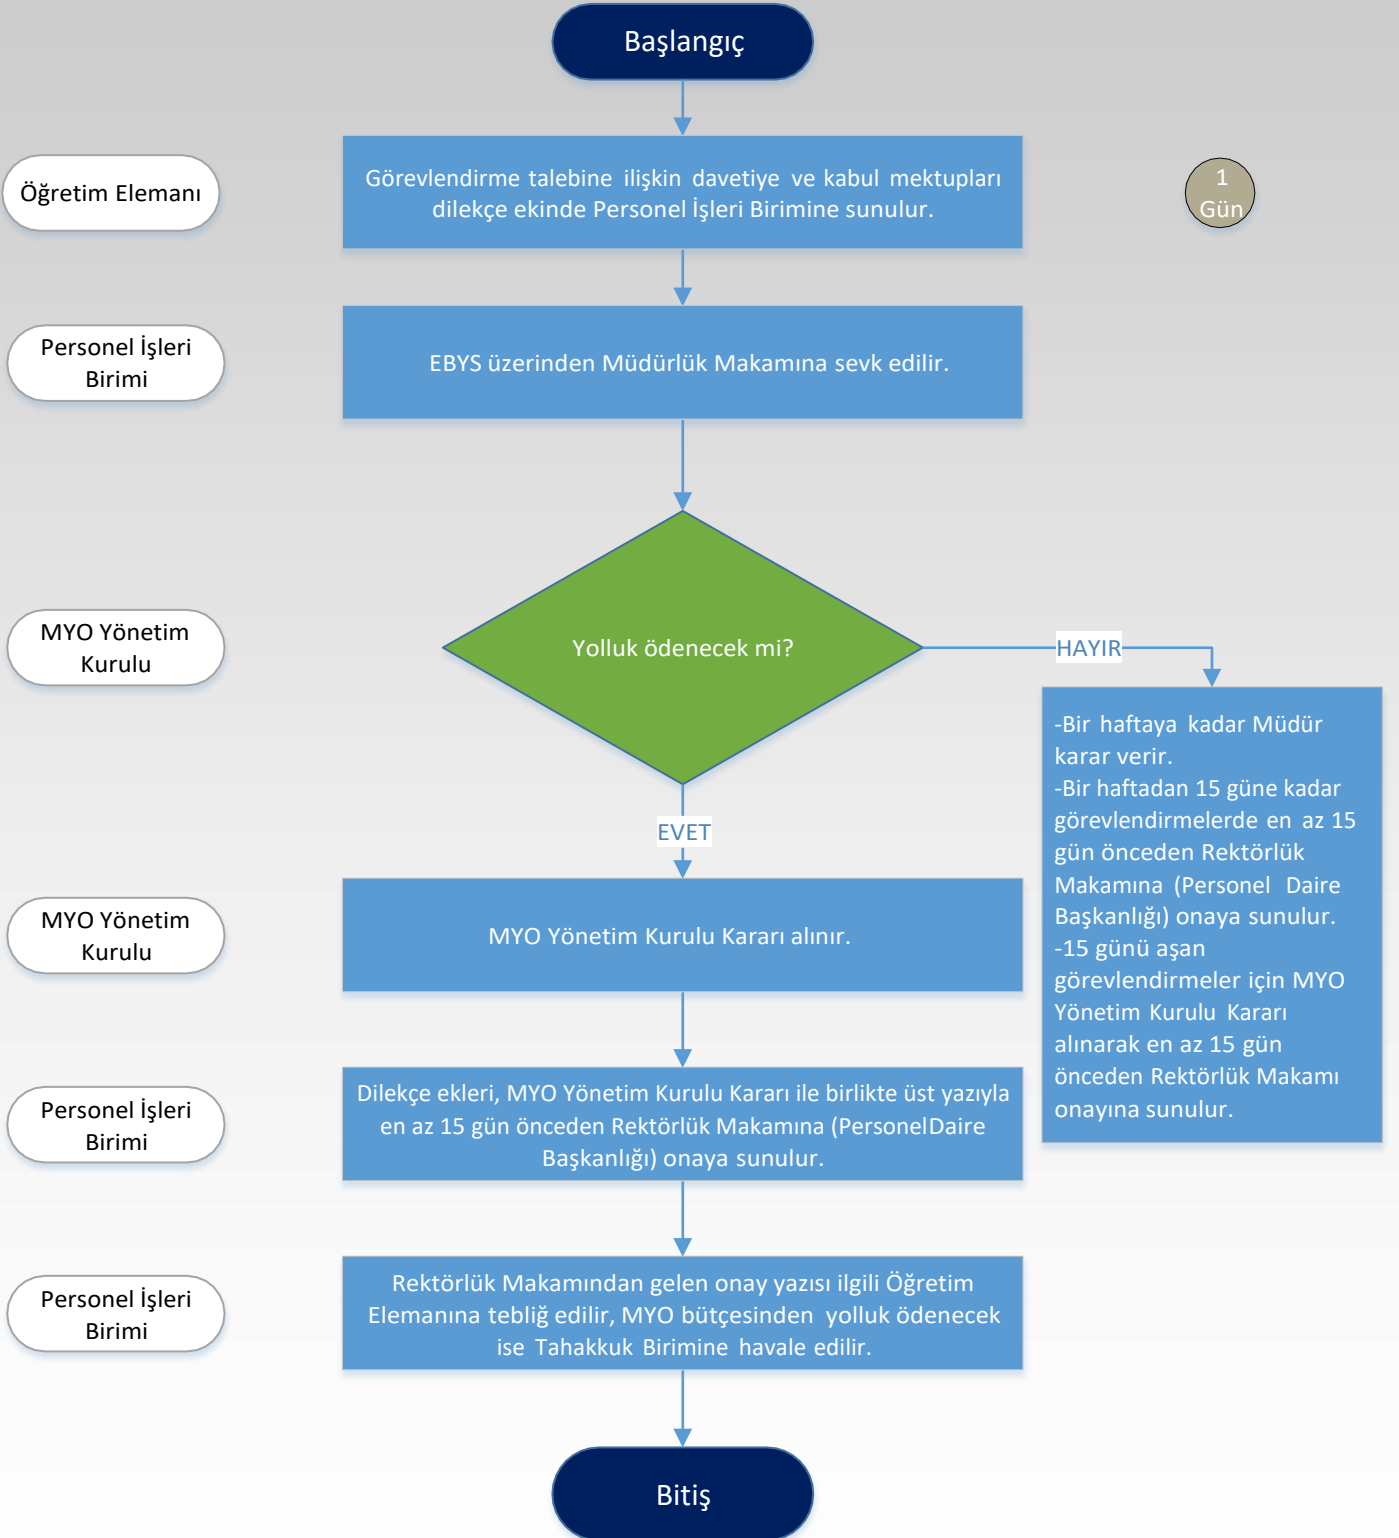 Başlangıç
Öğretim Elemanı
Görevlendirme talebine ilişkin davetiye ve kabul mektupları
dilekçe ekinde Personel İşleri Birimine sunulur.
1
Gün
Personel İşleri
Birimi
EBYS üzerinden Müdürlük Makamına sevk edilir.
MYO Yönetim
Kurulu
Yolluk ödenecek mi?
HAYIR
-Bir haftaya kadar Müdür
karar verir.
-Bir haftadan 15 güne kadar
görevlendirmelerde en az 15
gün önceden Rektörlük
Makamına (Personel Daire
Başkanlığı) onaya sunulur.
-15 günü aşan
görevlendirmeler için MYO
Yönetim Kurulu Kararı
alınarak en az 15 gün
önceden Rektörlük Makamı
onayına sunulur.
EVET
MYO Yönetim
Kurulu
MYO Yönetim Kurulu Kararı alınır.
Personel İşleri
Birimi
Dilekçe ekleri, MYO Yönetim Kurulu Kararı ile birlikte üst yazıyla
en az 15 gün önceden Rektörlük Makamına (PersonelDaire
Başkanlığı) onaya sunulur.
Personel İşleri
Birimi
Rektörlük Makamından gelen onay yazısı ilgili Öğretim
Elemanına tebliğ edilir, MYO bütçesinden yolluk ödenecek
ise Tahakkuk Birimine havale edilir.
Bitiş